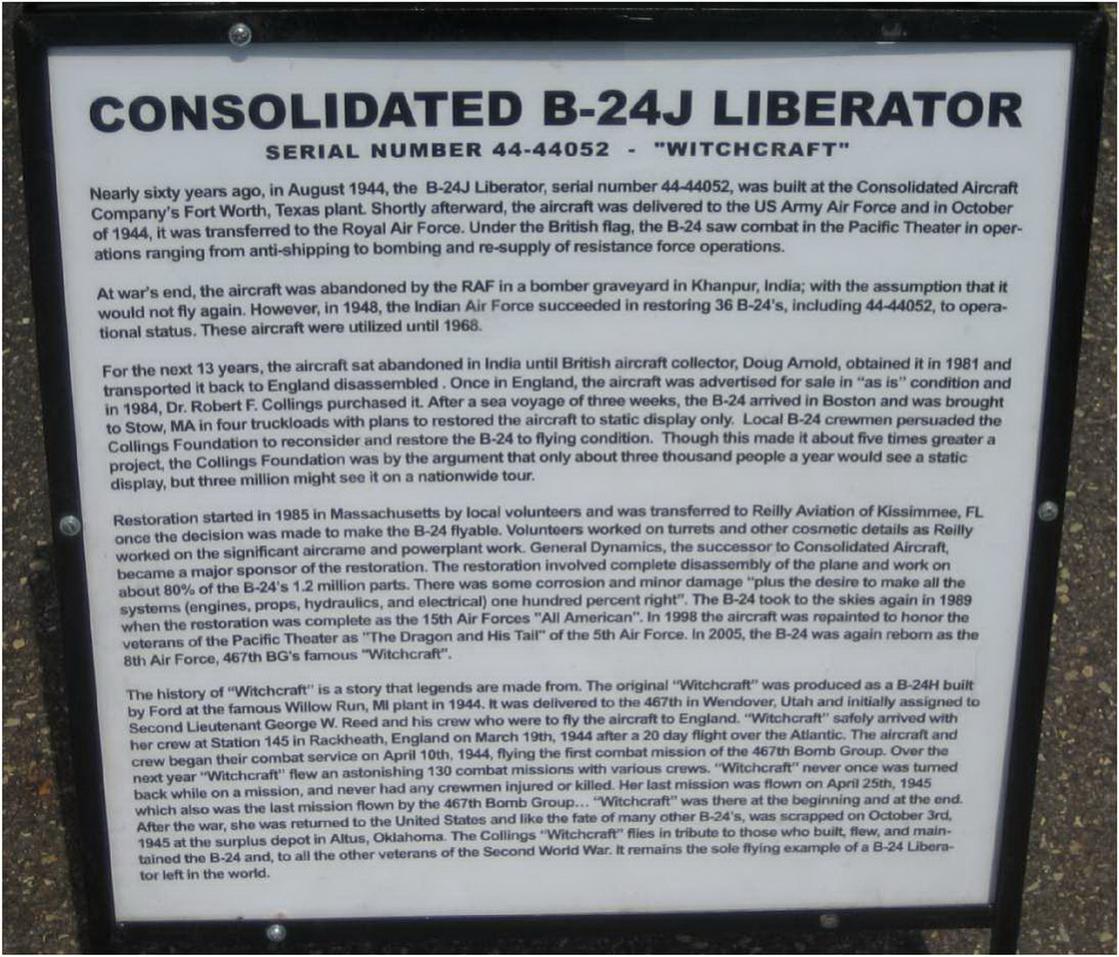 CONSOLIDATED B-24J LIBERATOR
SERIAL NUMBER 44-44052 - "WITCHCRAFT"
Nearly sixty years ago, in August 1944, the B-24J Liberator, serial number 44-44052, was built at the Consolidated Aircraft
Company's Fort Worth, Texas plant. Shortly afterward, the aircraft was delivered to the US Army Air Force and in October
of 1944, it was transferred to the Royal Air Force. Under the British flag, the B-24 saw combat in the Pacific Theater in oper-
ations ranging from anti-shipping to bombing and re-supply of resistance force operations.
At war's end, the aircraft was abandoned by the RAF in a bomber graveyard in Khanpur, India; with the assumption that it
would not fly again. However, in 1948, the Indian Air Force succeeded in restoring 36 B-24's, including 44-44052, to opera-
tional status. These aircraft were utilized until 1968.
For the next 13 years, the aircraft sat abandoned in India until British aircraft collector, Doug Arnold, obtained it in 1981 and
transported it back to England disassembled . Once in England, the aircraft was advertised for sale in "as is" condition and
in 1984, Dr. Robert F. Collings purchased it. After a sea voyage of three weeks, the B-24 arrived in Boston and was brought
to Stow, MA in four truckloads with plans to restored the aircraft to static display only. Local B-24 crewmen persuaded the
Collings Foundation to reconsider and restore the B-24 to flying condition. Though this made it about five times greater a
project, the Collings Foundation was by the argument that only about three thousand people a year would see a static
display, but three million might see it on a nationwide tour.
Restoration started in 1985 in Massachusetts by local volunteers and was transferred to Reilly Aviation of Kissimmee, FL
once the decision was made to make the B-24 flyable. Volunteers worked on turrets and other cosmetic details as Reilly
worked on the significant aircrame and powerplant work. General Dynamics, the successor to Consolidated Aircraft,
became a major sponsor of the restoration. The restoration involved complete disassembly of the plane and work on
about 80% of the B-24's 1.2 million parts. There was some corrosion and minor damage "plus the desire to make all the
systems (engines, props, hydraulics, and electrical) one hundred percent right". The B-24 took to the skies again in 1989
when the restoration was complete as the 15th Air Forces "All American". In 1998 the aircraft was repainted to honor the
veterans of the Pacific Theater as "The Dragon and His Tail" of the 5th Air Force. In 2005, the B-24 was again reborn as the
8th Air Force, 467th BG's famous "Witchcraft".
The history of "Witchcraft" is a story that legends are made from. The original "Witchcraft" was produced as a B-24H built
by Ford at the famous Willow Run, MI plant in 1944. It was delivered to the 467th in Wendover, Utah and initially assigned to
Second Lieutenant George W. Reed and his crew who were to fly the aircraft to England. "Witchcraft" safely arrived with
her crew at Station 145 in Rackheath, England on March 19th, 1944 after a 20 day flight over the Atlantic. The aircraft and
crew began their combat service on April 10th, 1944, flying the first combat mission of the 467th Bomb Group. Over the
next year "Witchcraft" flew an astonishing 130 combat missions with various crews. "Witchcraft" never once was turned
back while on a mission, and never had any crewmen injured or killed. Her last mission was flown on April 25th, 1945
which also was the last mission flown by the 467th Bomb Group... "Witchcraft" was there at the beginning and at the end.
After the war, she was returned to the United States and like the fate of many other B-24's, was scrapped on October 3rd,
1945 at the surplus depot in Altus, Oklahoma. The Collings "Witchcraft" flies in tribute to those who built, flew, and main-
tained the B-24 and, to all the other veterans of the Second World War. It remains the sole flying example of a B-24 Libera-
tor left in the world.